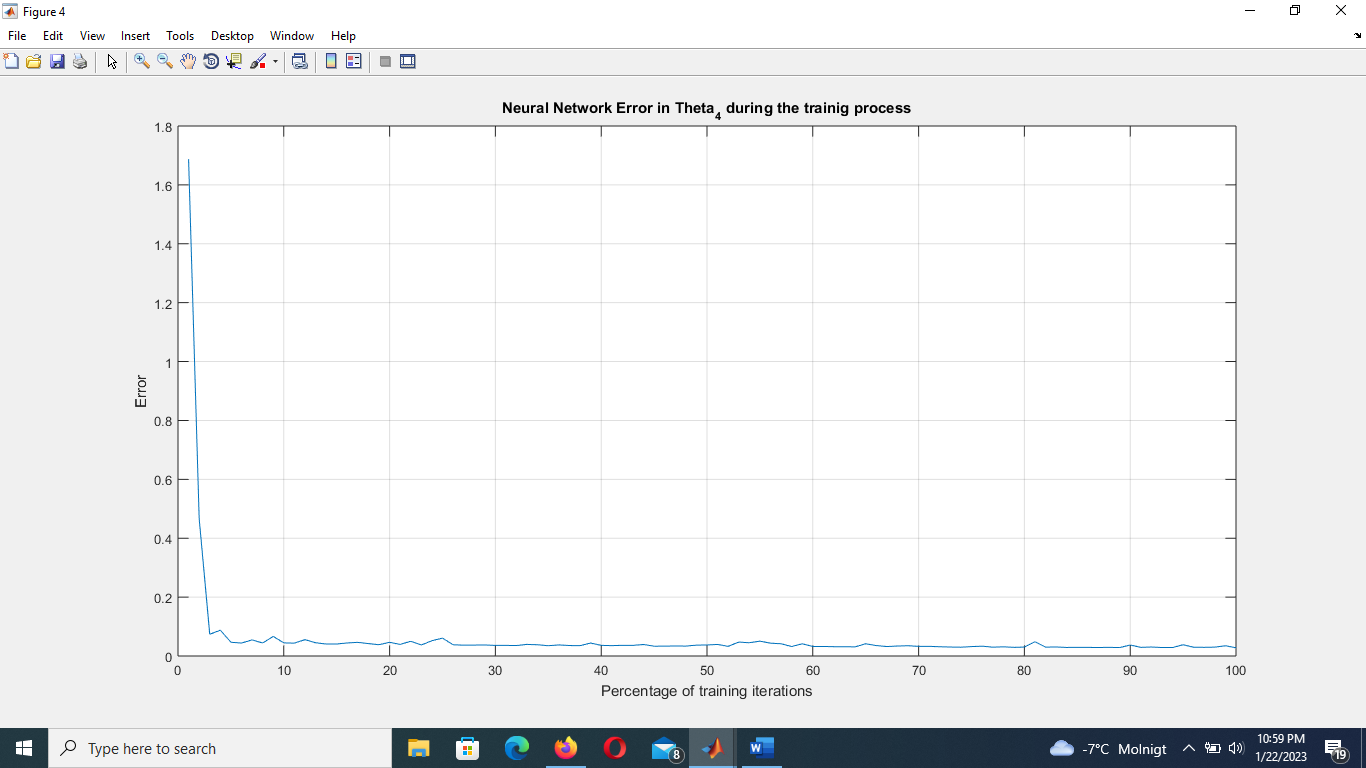 Figure 4
File Edit View Insert Tools Desktop Window Help
Neural Network Error in Theta4 during the trainig process
1.8
1.6
1.4
1.2
1
0.8
0.6
0.4
0.2
0
Error
0 10 20 30 40 50 60 70 80 90 100
Percentage of training iterations
Type here to search
8
-7°C Molnigt
10:59 PM
1/22/2023
19